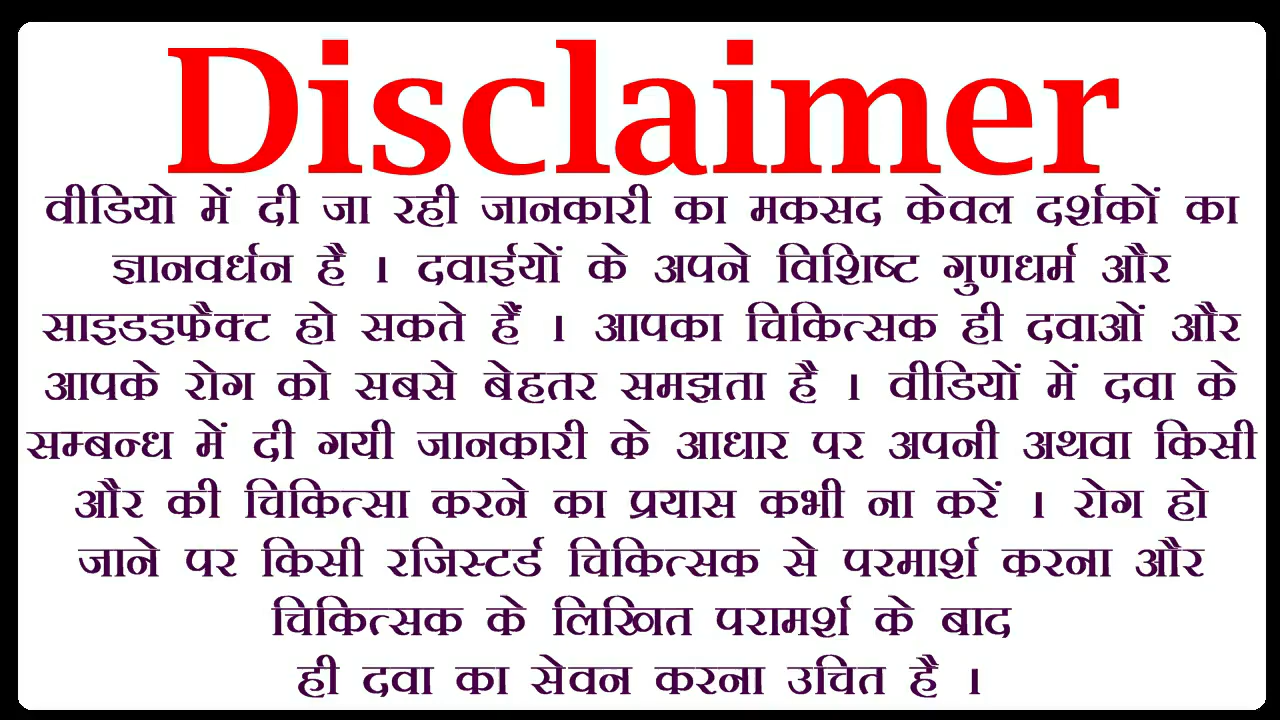 Disclaimer
वीडियो में दी जा रही जानकारी का मकसद केवल दर्शकों का
ज्ञानवर्धन है । दवाईयों के अपने विशिष्ट गुणधर्म और
साइडइफैक्ट हो सकते हैं । आपका चिकित्सक ही दवाओं और
आपके रोग को सबसे बेहतर समझता है । वीडियों में दवा के
सम्बन्ध में दी गयी जानकारी के आधार पर अपनी अथवा किसी
और की चिकित्सा करने का प्रयास कभी ना करें । रोग हो
जाने पर किसी रजिस्टर्ड चिकित्सक से परमार्श करना और
चिकित्सक के लिखित परामर्श के बाद
ही दवा का सेवन करना उचित है ।